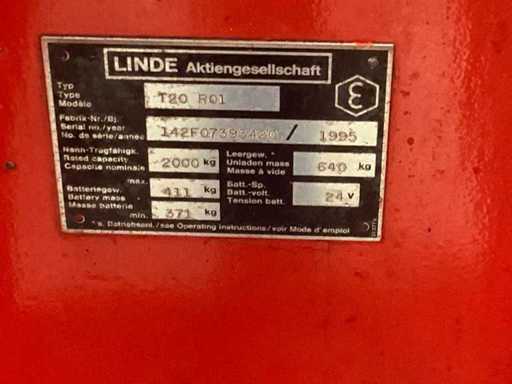 LINDE Aktiengesellschaft
Typ
Type
Modèle
T20 R01
ε
Fabrik-Nr./Bj.
Serial no./year
No. de série/année
/ 1995
Nenn-Tragfähigk.
Rated capacity
Capacité nominale
2000 kg
Leergew. *
Unladen mass
Masse à vide
640 kg
max.
Batteriegew.
Battery mass
Masse batterie
min.
411 kg
371 kg
Batt.-Sp.
Batt.-volt.
Tension batt.
24 V
* s. Betriebsanl./see Operating instructions/voir Mode d'emploi